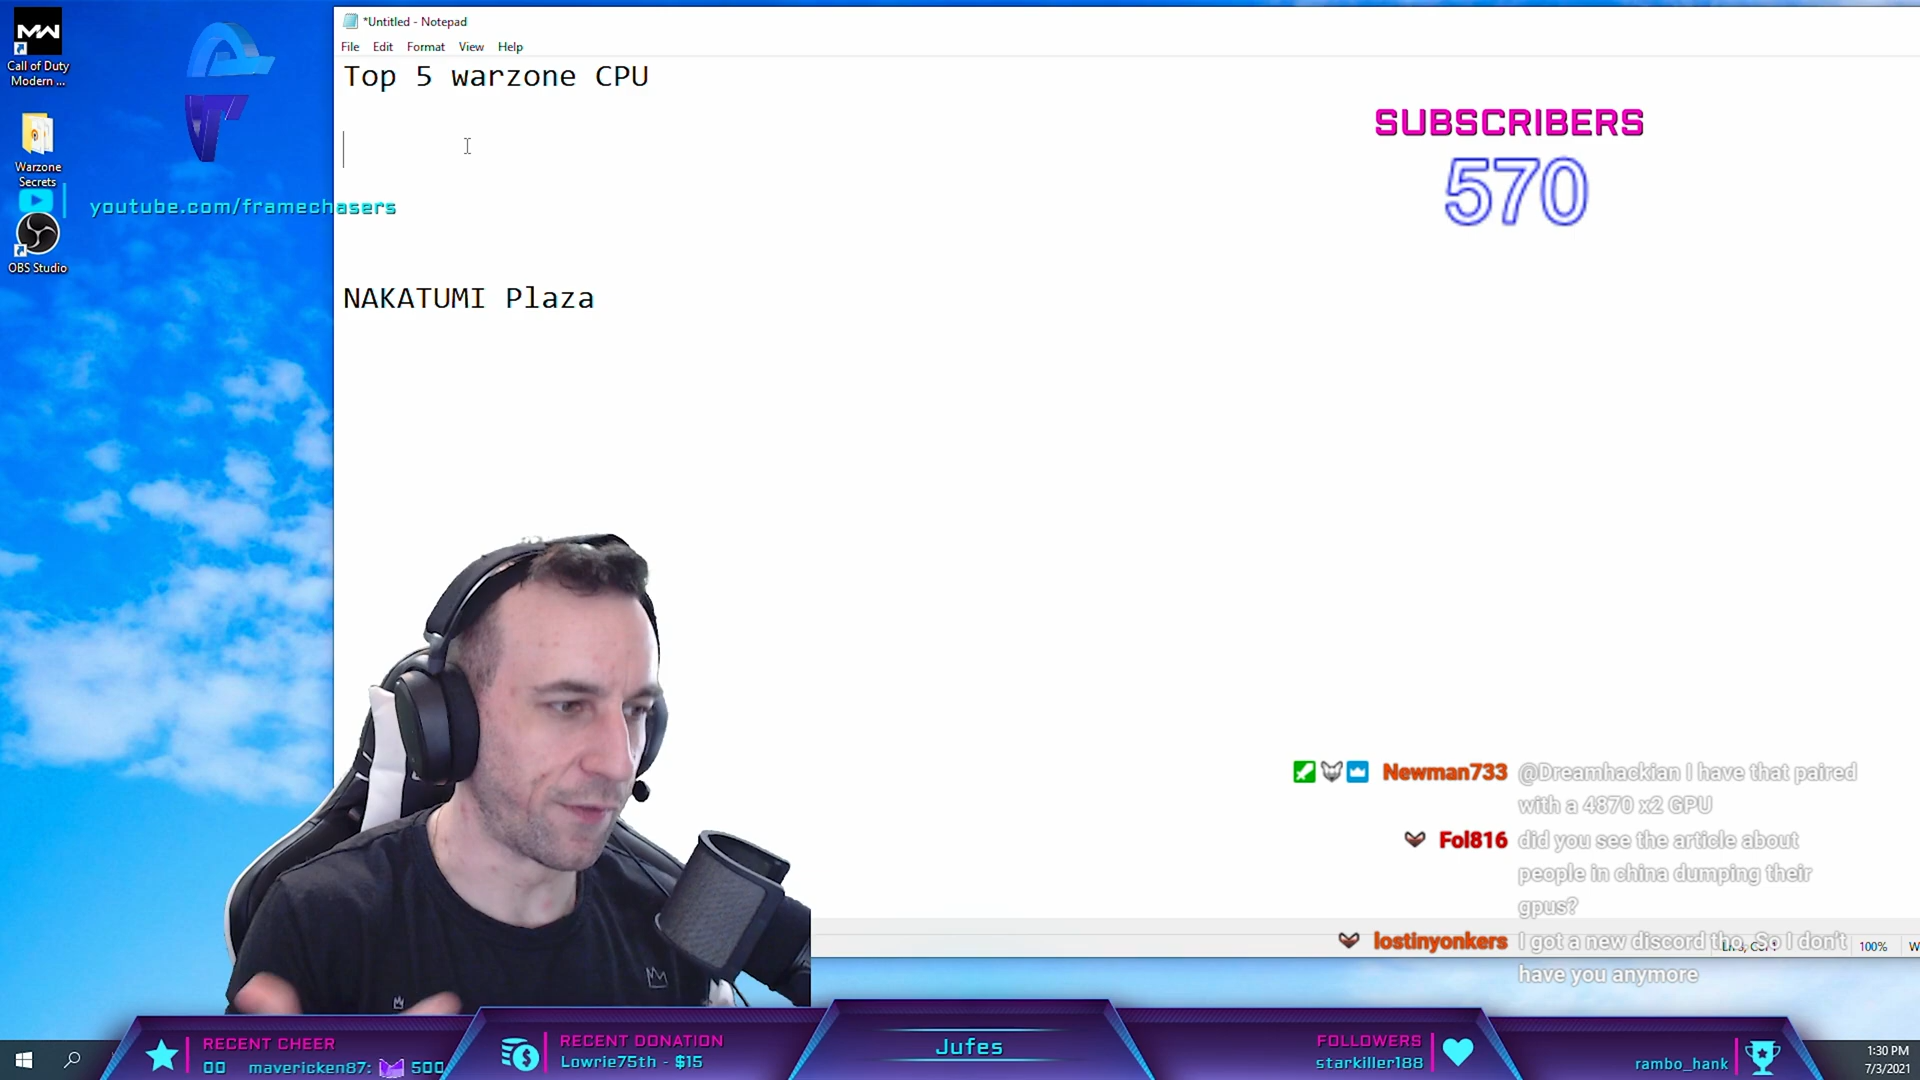 *Untitled - Notepad
File Edit Format View Help
Top 5 warzone CPU
NAKATUMI Plaza
MW
Call of Duty
Modern ...
Warzone
Secrets
youtube.com/framechasers
OBS Studio
SUBSCRIBERS
570
Newman733 @Dreamhackian I have that paired
with a 4870 x2 GPU
Fol816 did you see the article about
people in china dumping their
gpus?
lostinyonkers I got a new discord tho. So I don't
have you anymore
100%
W
RECENT CHEER
00 mavericken87: 500
RECENT DONATION
Lowrie75th - $15
Jufes
FOLLOWERS
starkiller188
rambo_hank
1:30 PM
7/3/2021